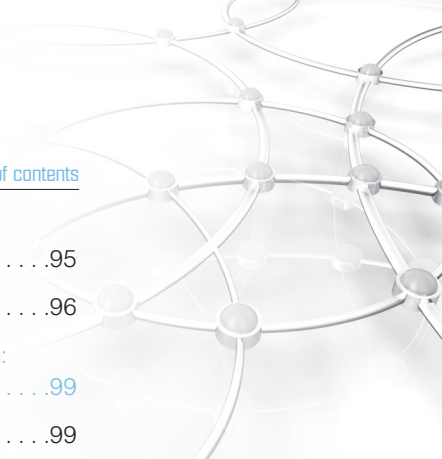 of contents
. . . .95
. . . .96
:
. . . .99
. . . .99